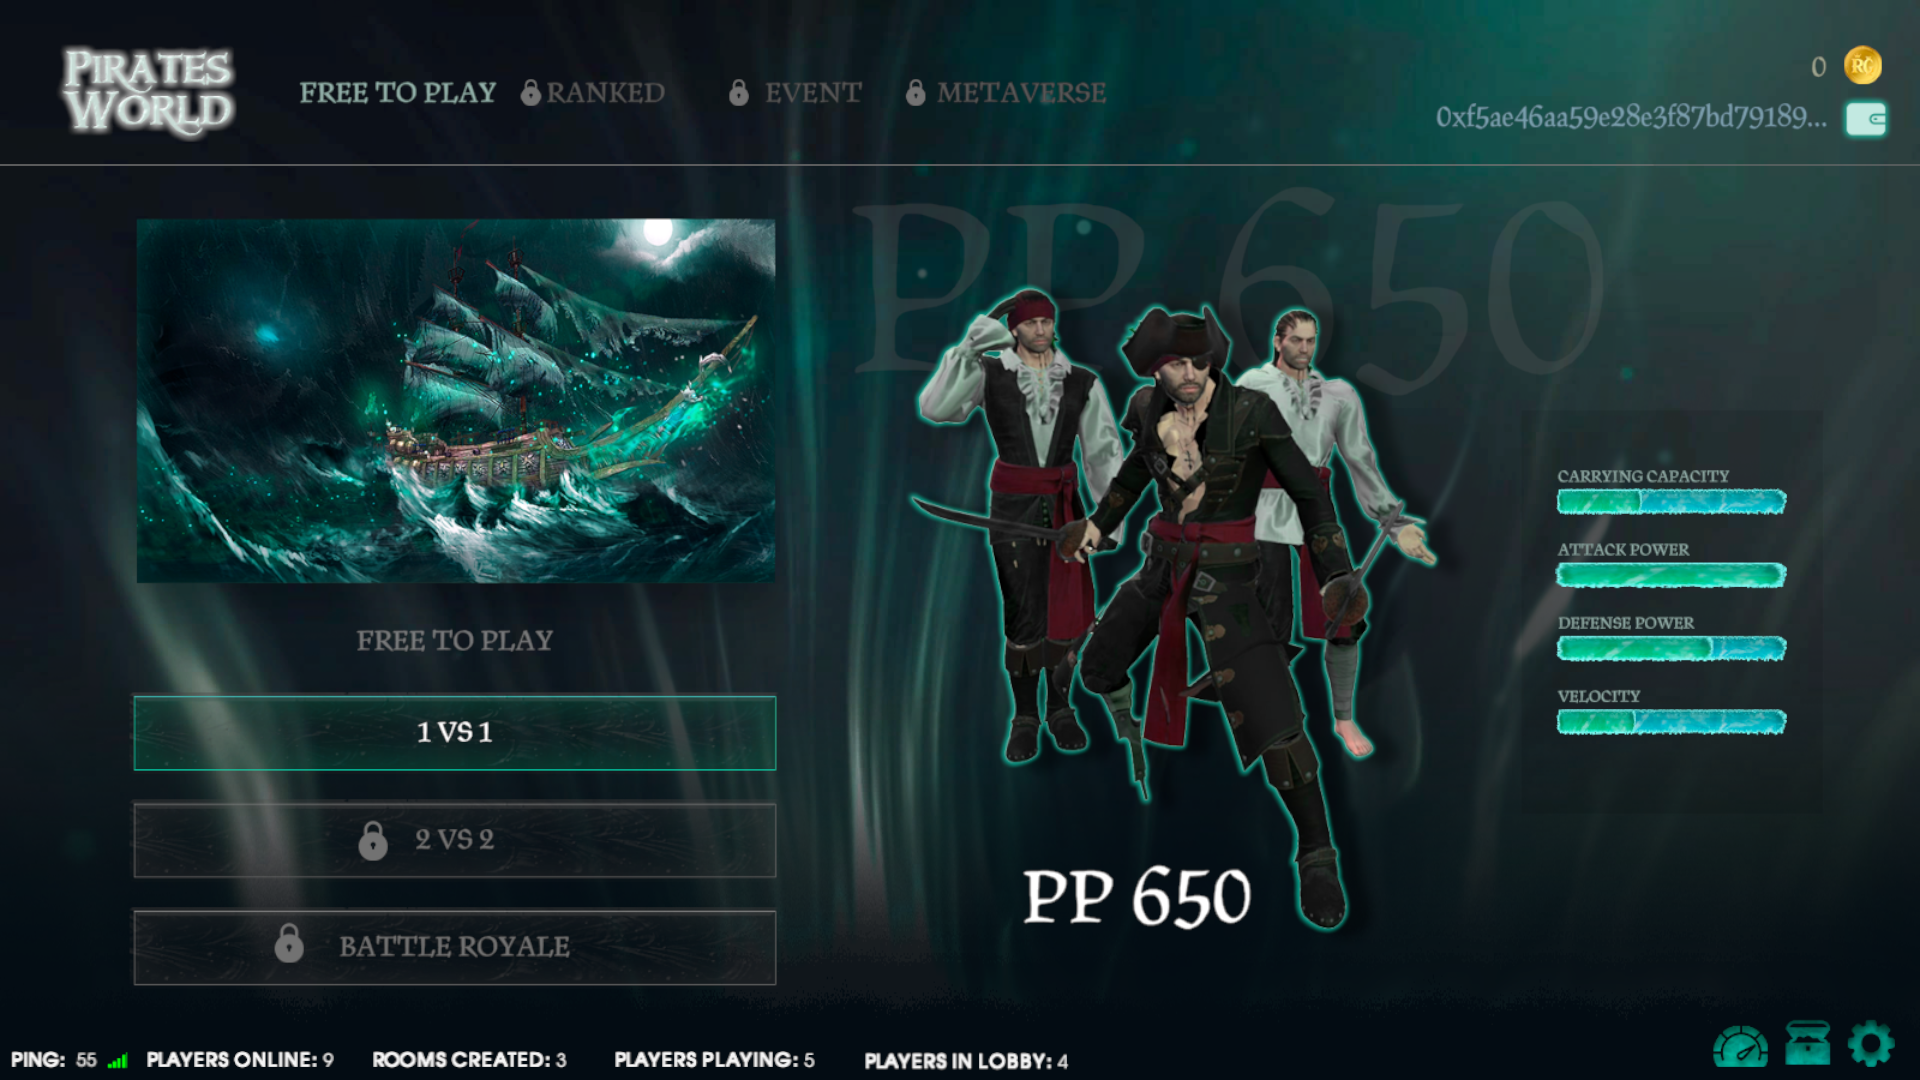 PIRATES
WORLD
FREE TO PLAY
RANKED
EVENT
METAVERSE
0
RG
0xf5ae46aa59e28e3f87bd79189...
PP 650
FREE TO PLAY
1 VS 1
2 VS 2
BATTLE ROYALE
PP 650
CARRYING CAPACITY
ATTACK POWER
DEFENSE POWER
VELOCITY
PING: 55
PLAYERS ONLINE: 9
ROOMS CREATED: 3
PLAYERS PLAYING: 5
PLAYERS IN LOBBY: 4